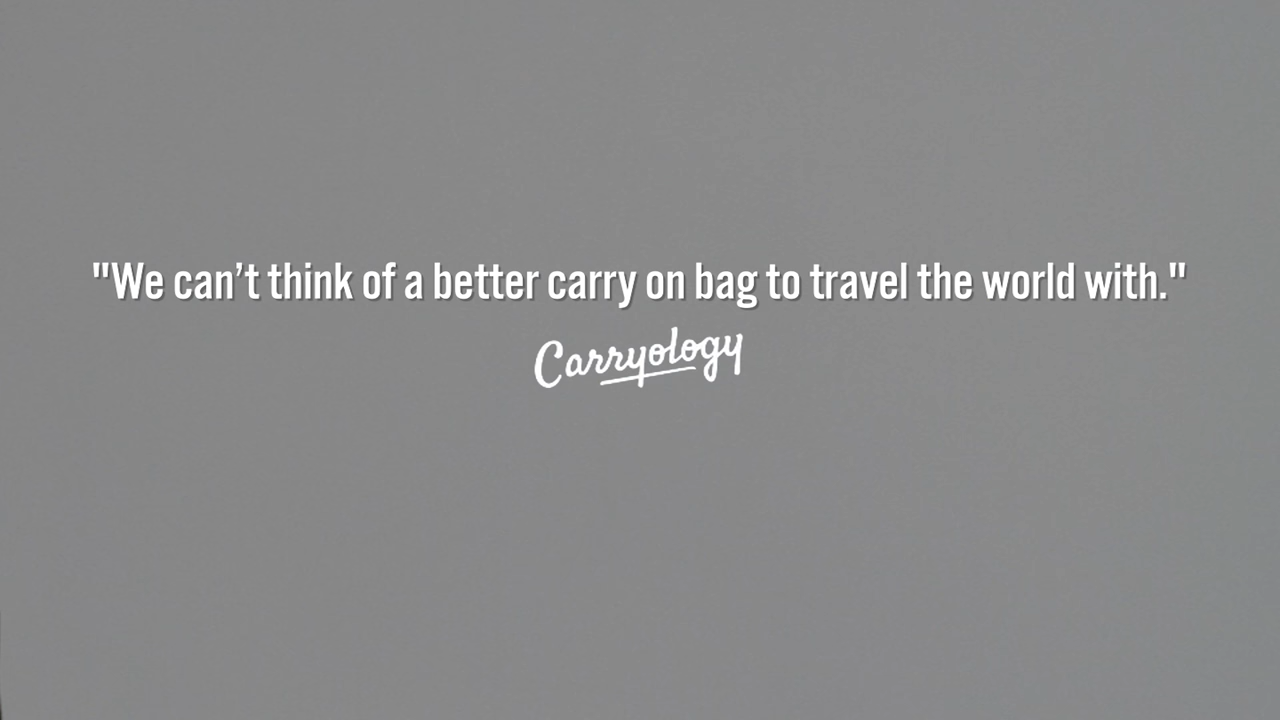 "We can’t think of a better carry on bag to travel the world with."
Carryology